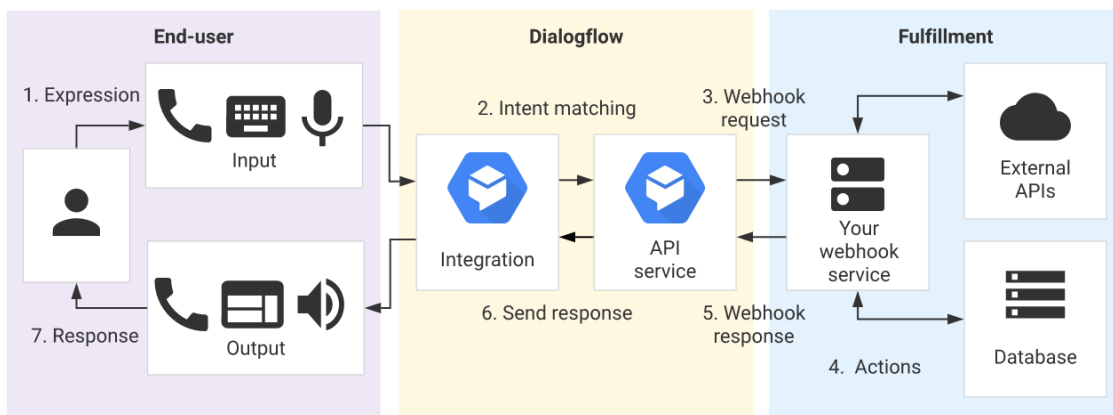 End-user
Dialogflow
Fulfillment
1. Expression
Input
2. Intent matching
3. Webhook
request
External
APIs
Integration
API
service
Your
webhook
service
7. Response
Output
6. Send response
5. Webhook
response
4. Actions
Database